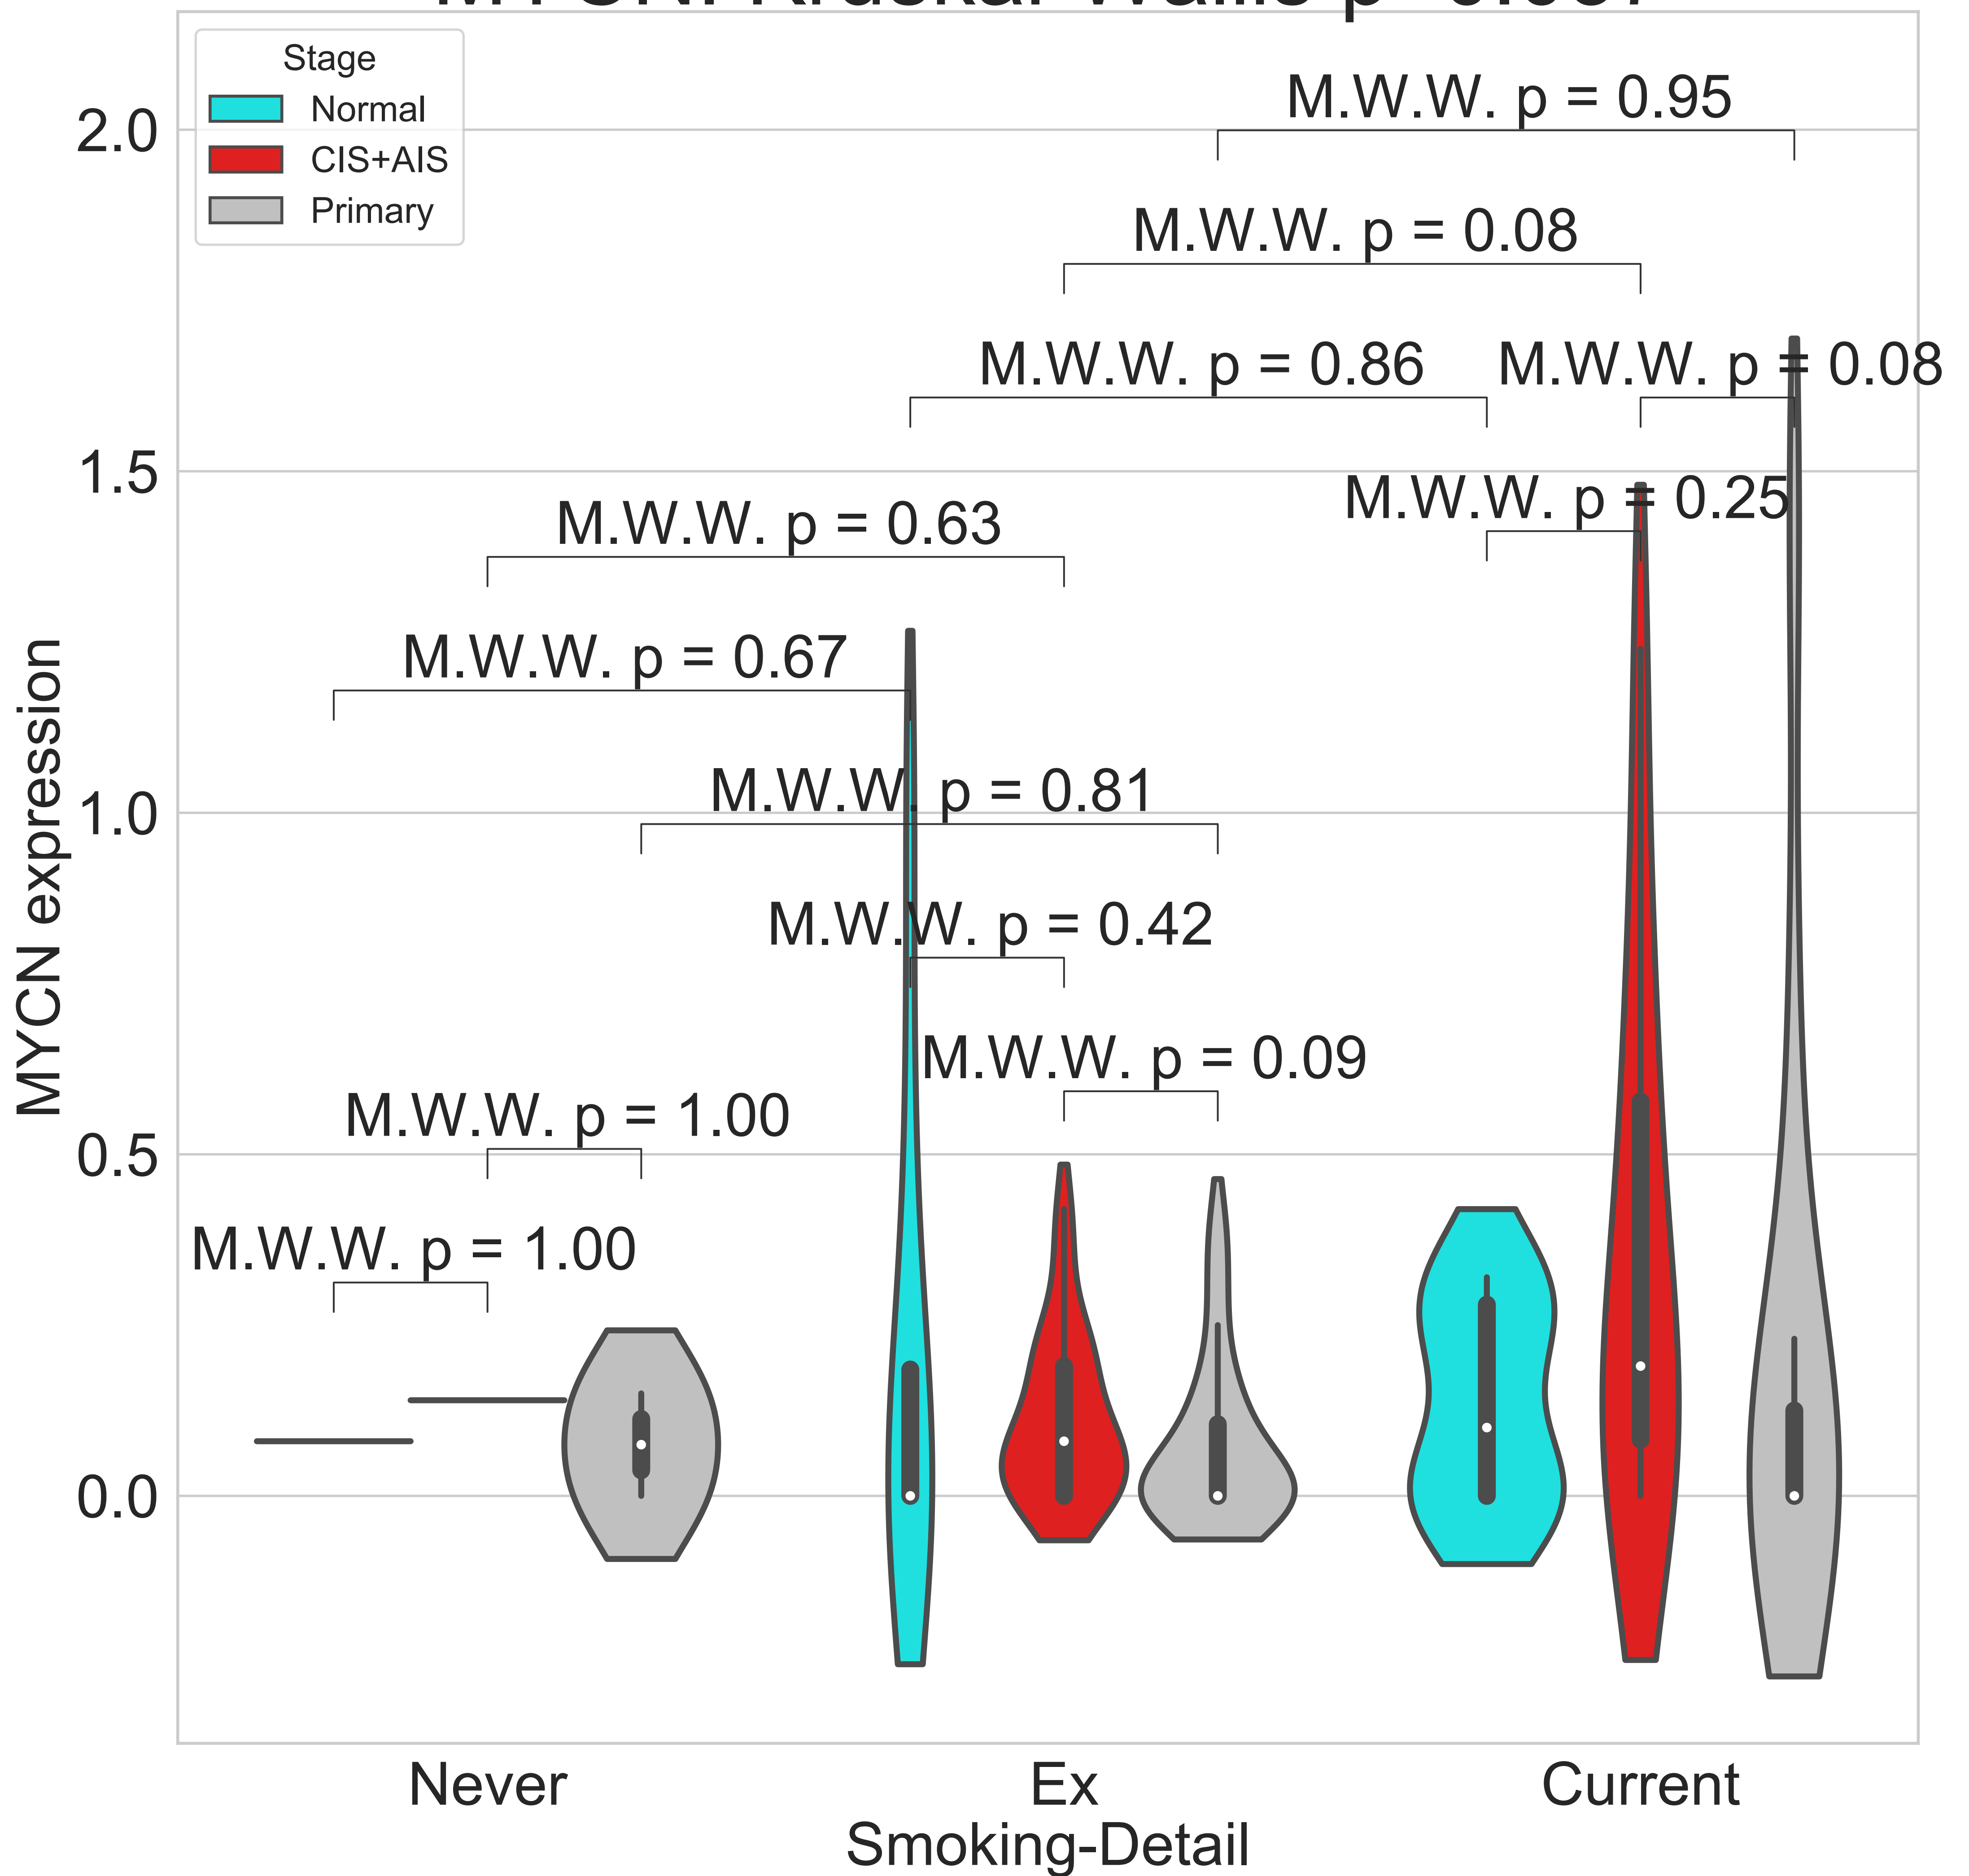 Stage
Normal
CIS+AIS
Primary
M.W.W. p = 0.95
M.W.W. p = 0.08
M.W.W. p = 0.86
M.W.W. p = 0.08
M.W.W. p = 0.25
M.W.W. p = 0.63
M.W.W. p = 0.67
M.W.W. p = 0.81
M.W.W. p = 0.42
M.W.W. p = 0.09
M.W.W. p = 1.00
M.W.W. p = 1.00
2.0
1.5
1.0
0.5
0.0
MYCN expression
Never
Ex
Current
Smoking-Detail